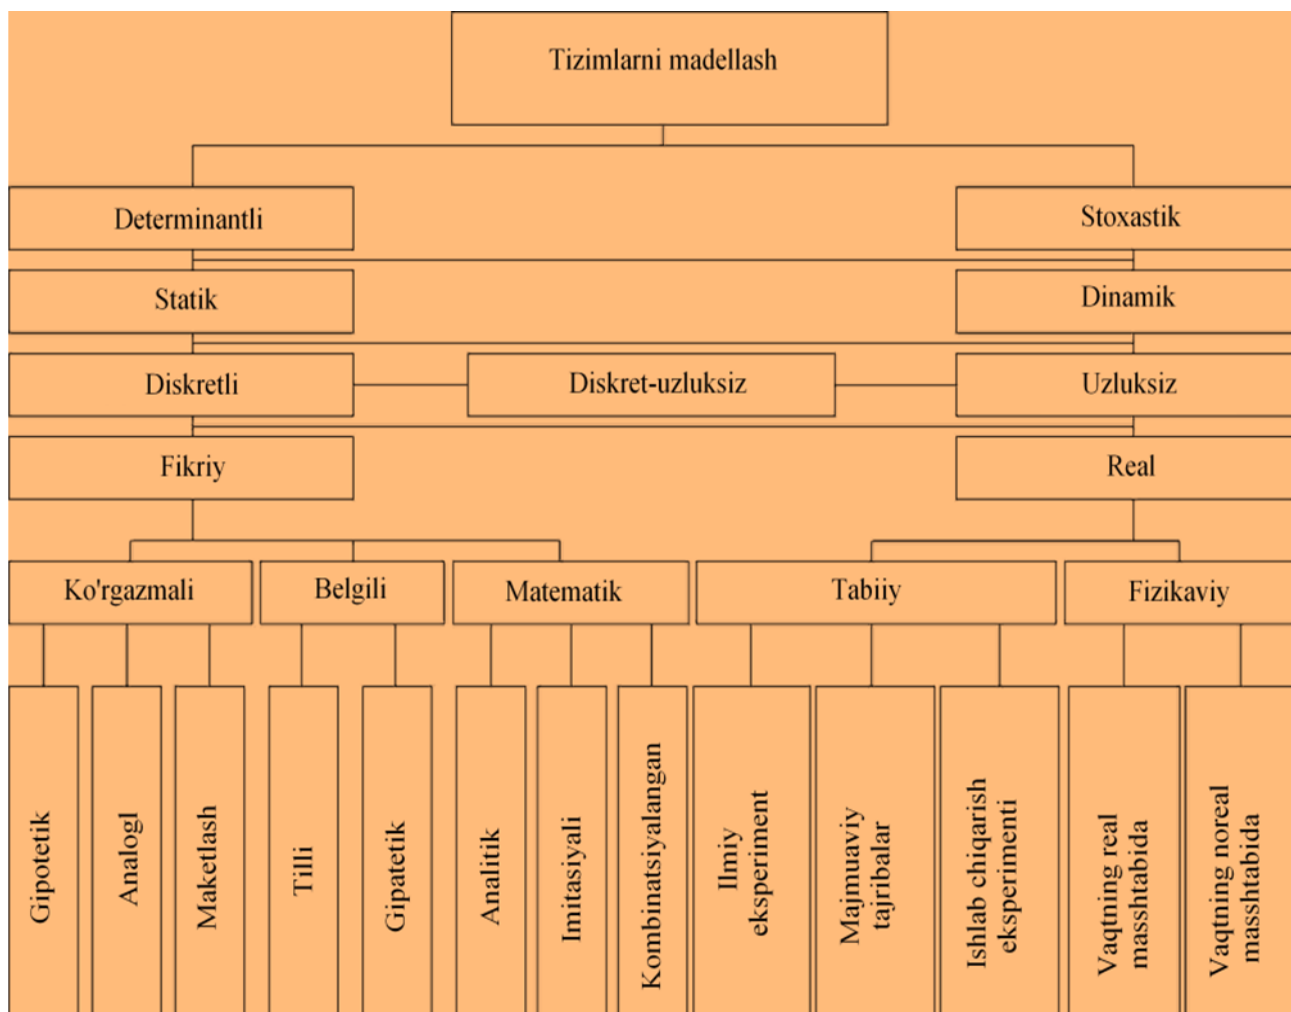 Tizimlarni madellash
Determinantli
Stoxastik
Statik
Dinamik
Diskretli
Diskret-uzluksiz
Uzluksiz
Fikriy
Real
Ko'rgazmali
Belgili
Matematik
Tabiiy
Fizikaviy
Gipotetik
Analogl
Maketlash
Tilli
Gipatetik
Analitik
Imitasiyali
Kombinatsiyalangan
Ilmiy
eksperiment
Majmuaviy
tajribalar
Ishlab chiqarish
eksperimenti
Vaqtning real
masshtabida
Vaqtning noreal
masshtabida